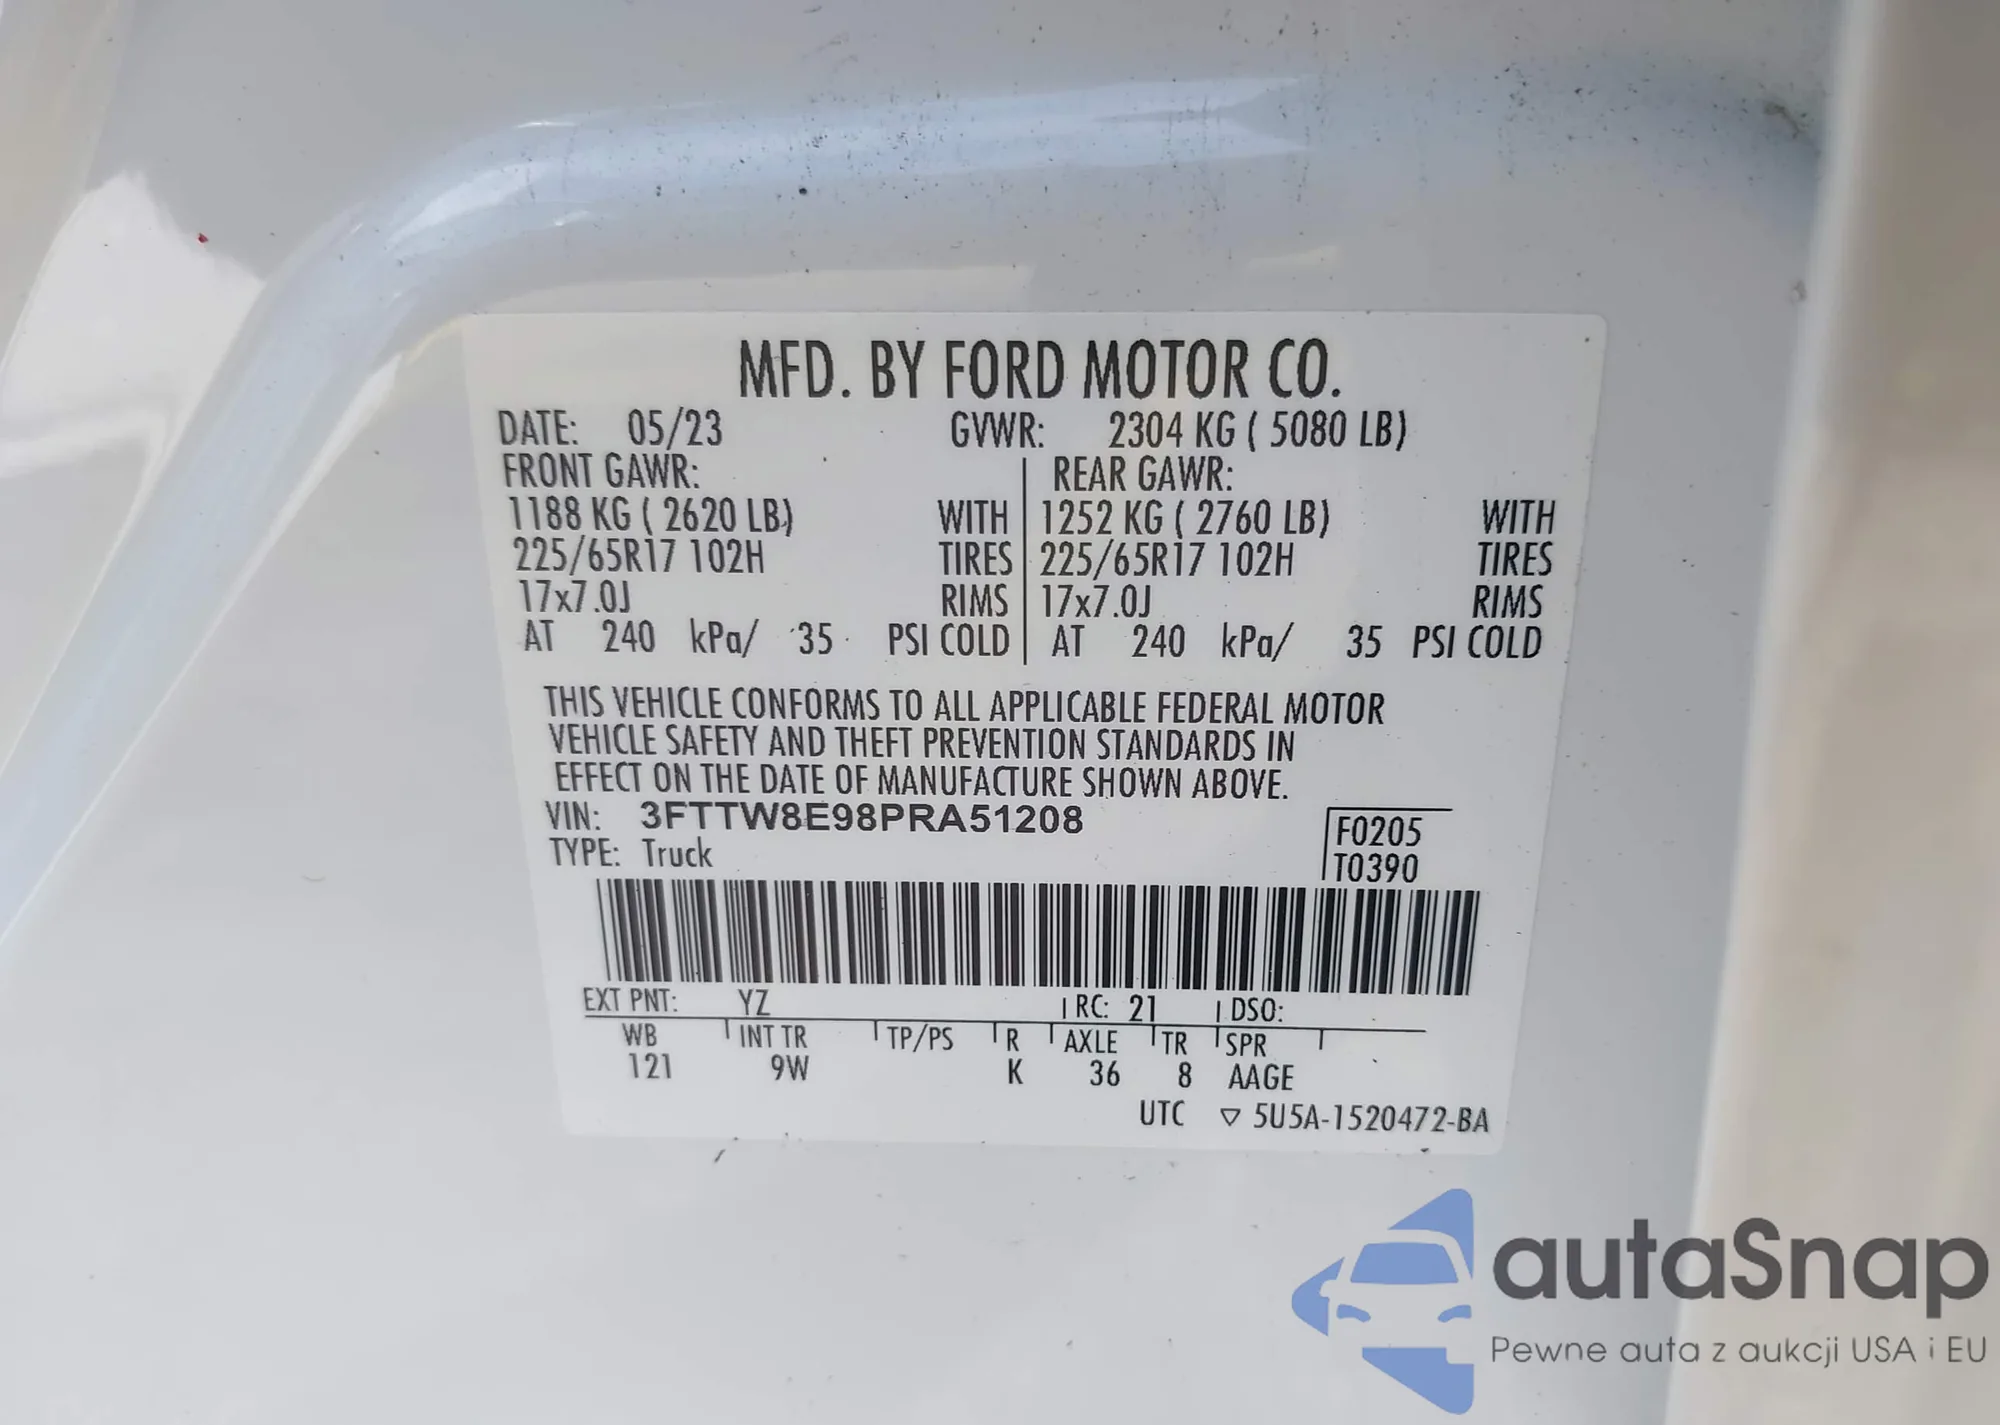 MFD. BY FORD MOTOR CO.
DATE: 05/23 GVWR: 2304 KG ( 5080 LB)
FRONT GAWR: REAR GAWR:
1188 KG ( 2620 LB) WITH 1252 KG ( 2760 LB) WITH
225/65R17 102H TIRES 225/65R17 102H TIRES
17x7.0J RIMS 17x7.0J RIMS
AT 240 kPa/ 35 PSI COLD AT 240 kPa/ 35 PSI COLD
THIS VEHICLE CONFORMS TO ALL APPLICABLE FEDERAL MOTOR
VEHICLE SAFETY AND THEFT PREVENTION STANDARDS IN
EFFECT ON THE DATE OF MANUFACTURE SHOWN ABOVE.
VIN: 3FTTW8E98PRA51208
F0205
TYPE: Truck
T0390
EXT PNT: YZ RC: 21 DSO:
WB INT TR TP/PS R AXLE TR SPR
121 9W K 36 8 AAGE
UTC ▽ 5U5A-1520472-BA
autaSnap
Pewne auta z aukcji USA i EU